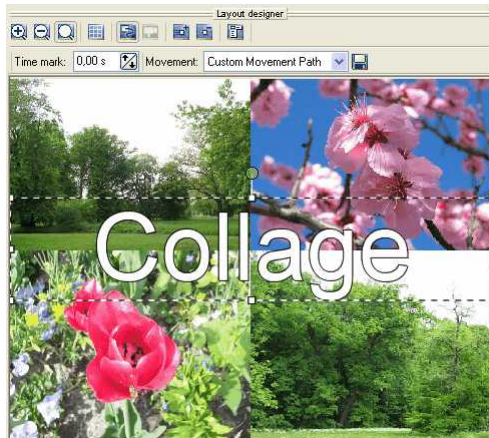 Layout designer
Time mark: 0,00 s Movement: Custom Movement Path
Collage